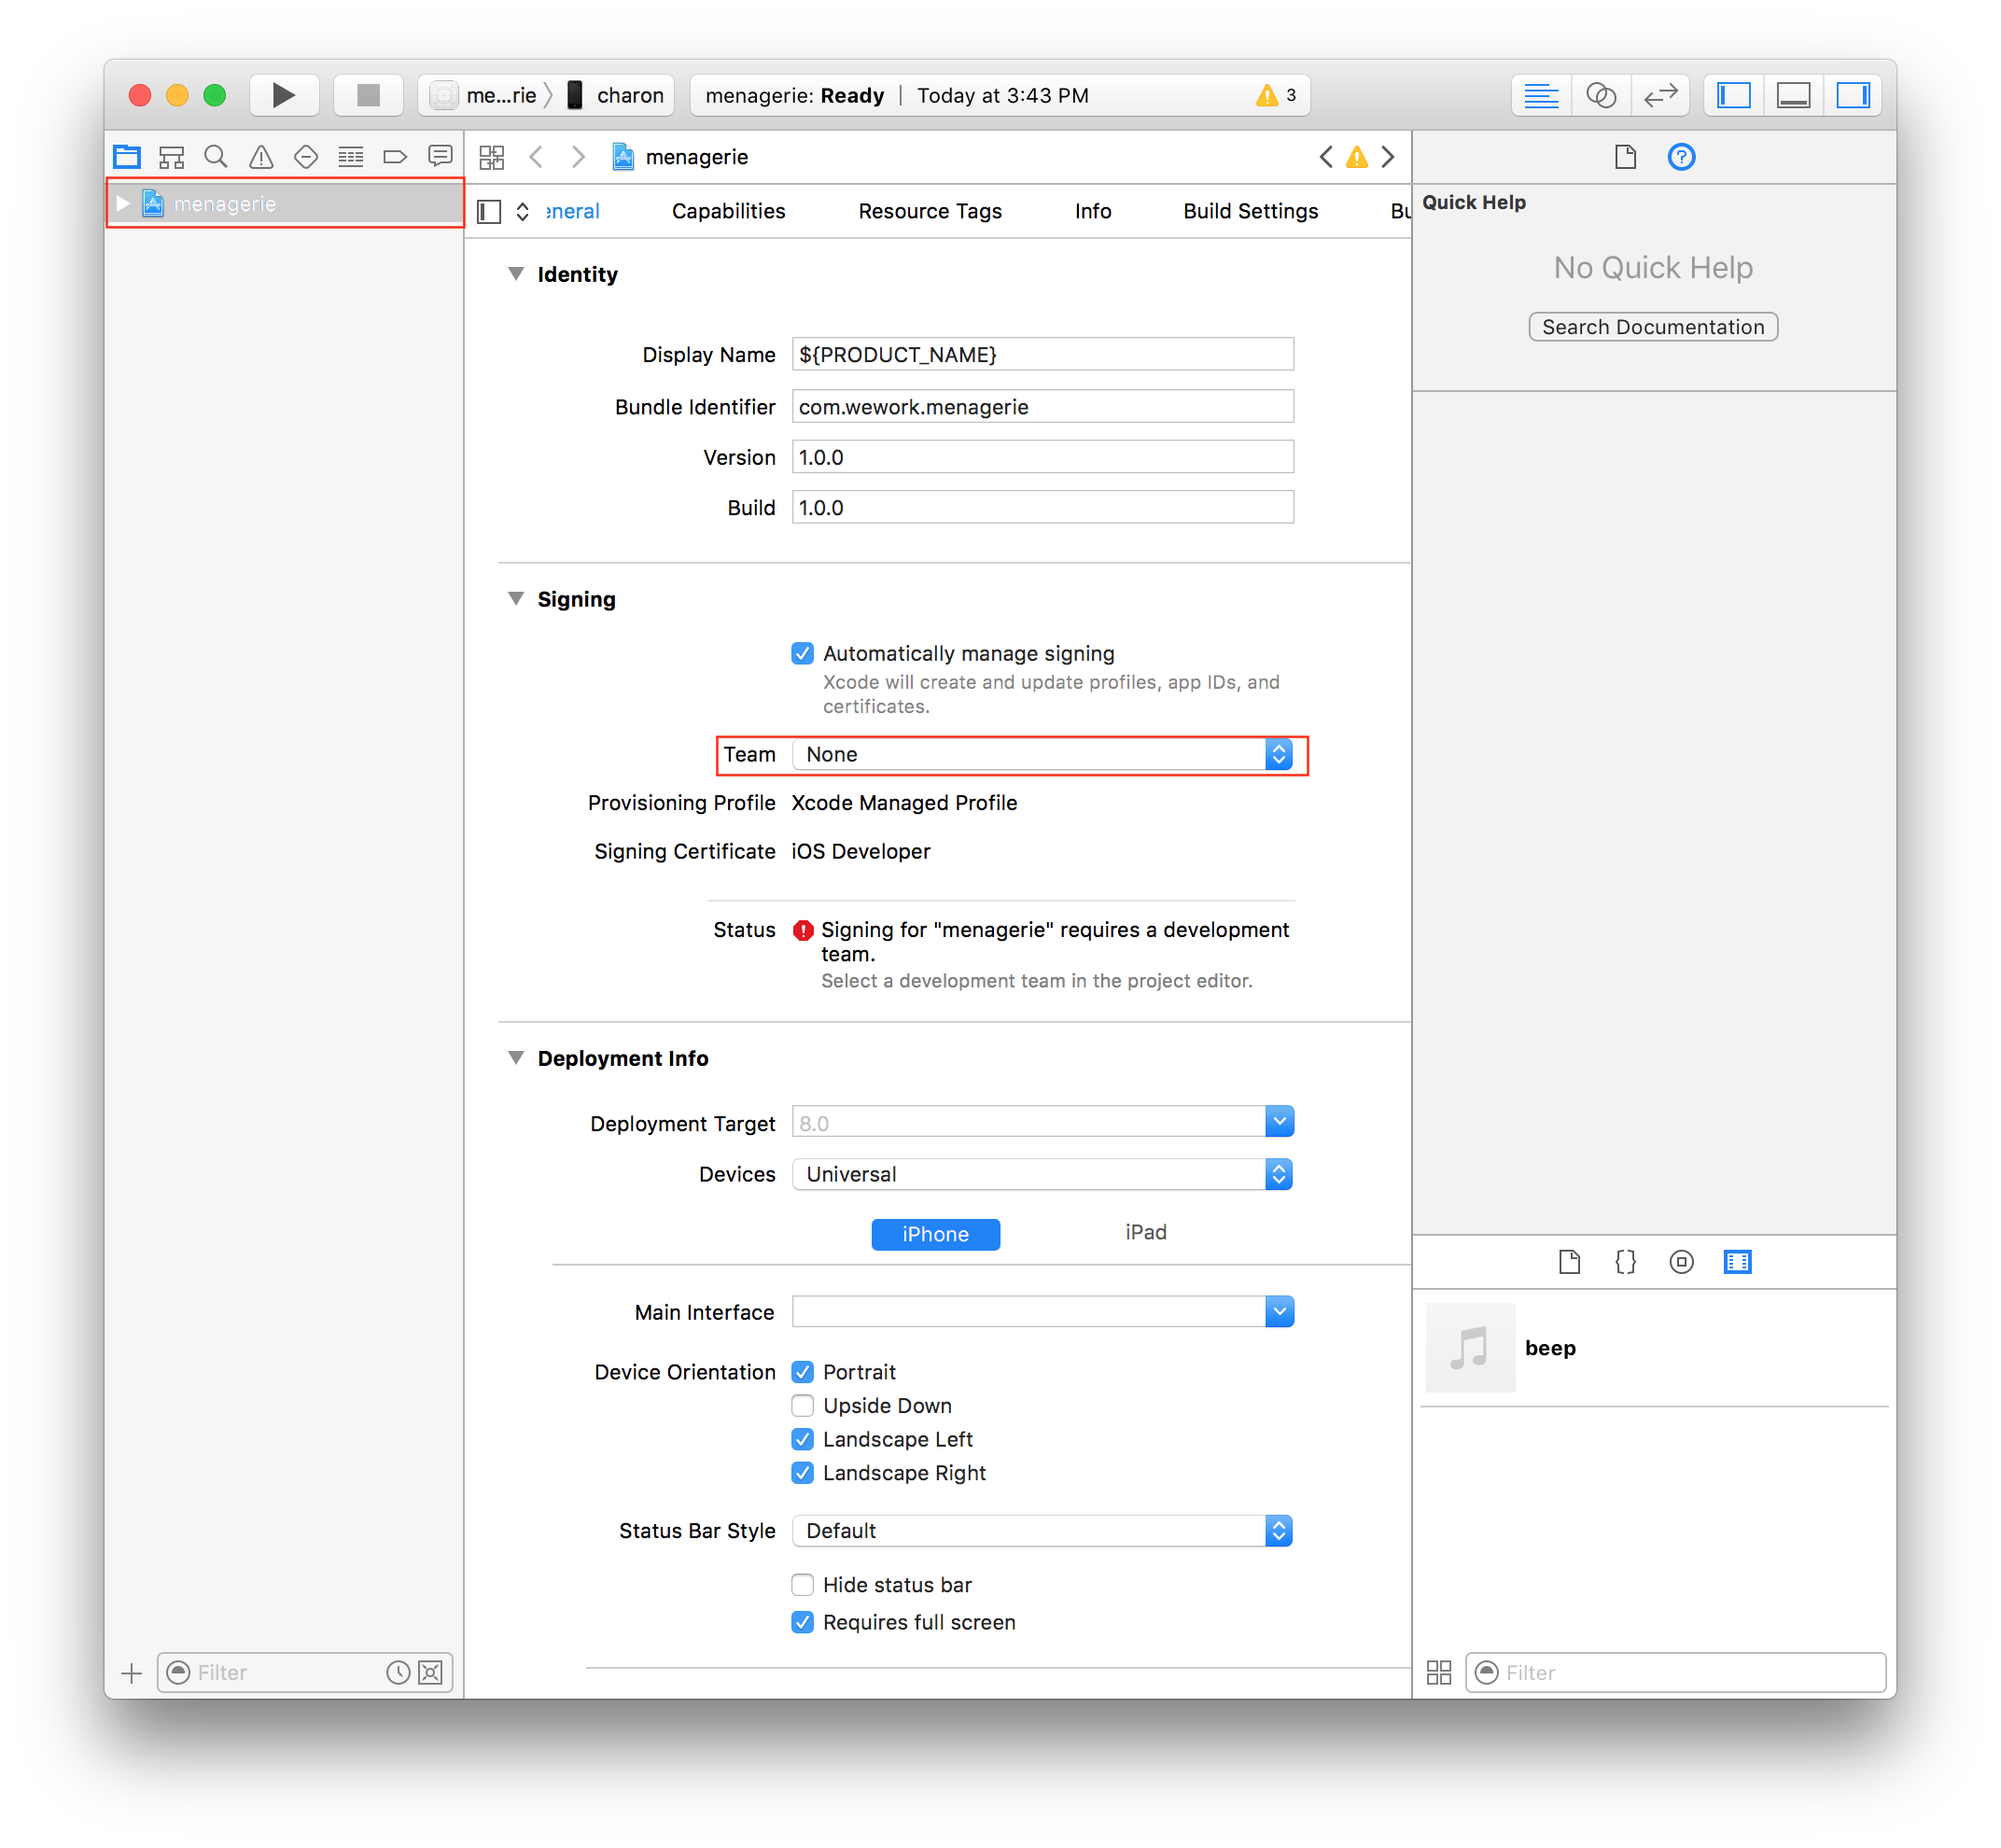 me...rie
charon
menagerie: Ready | Today at 3:43 PM
3
menagerie
menagerie
eneral
Capabilities
Resource Tags
Info
Build Settings
Bu
Identity
Display Name ${PRODUCT_NAME}
Bundle Identifier com.wework.menagerie
Version 1.0.0
Build 1.0.0
Signing
Automatically manage signing
Xcode will create and update profiles, app IDs, and
certificates.
Team None
Provisioning Profile Xcode Managed Profile
Signing Certificate iOS Developer
Status Signing for "menagerie" requires a development
team.
Select a development team in the project editor.
Deployment Info
Deployment Target 8.0
Devices Universal
iPhone iPad
Main Interface
Device Orientation Portrait
Upside Down
Landscape Left
Landscape Right
Status Bar Style Default
Hide status bar
Requires full screen
Filter
Quick Help
No Quick Help
Search Documentation
beep
Filter